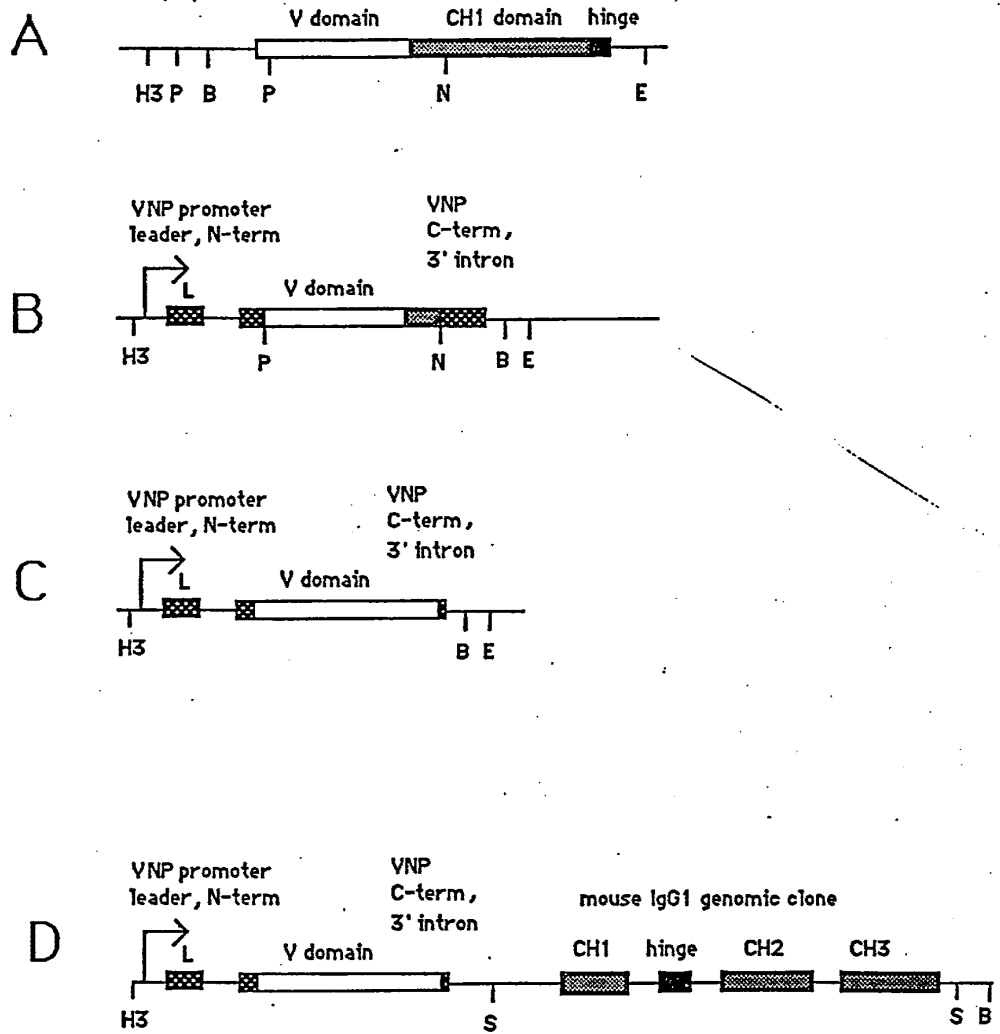 A
V domain CH1 domain hinge
H3 P B P N E
B
VNP promoter
leader, N-term
VNP
C-term,
3' intron
L
V domain
H3 P N B E
C
VNP promoter
leader, N-term
VNP
C-term,
3' intron
L
V domain
H3 B E
D
VNP promoter
leader, N-term
VNP
C-term,
3' intron
mouse IgG1 genomic clone
L
V domain
CH1 hinge CH2 CH3
H3 S S B